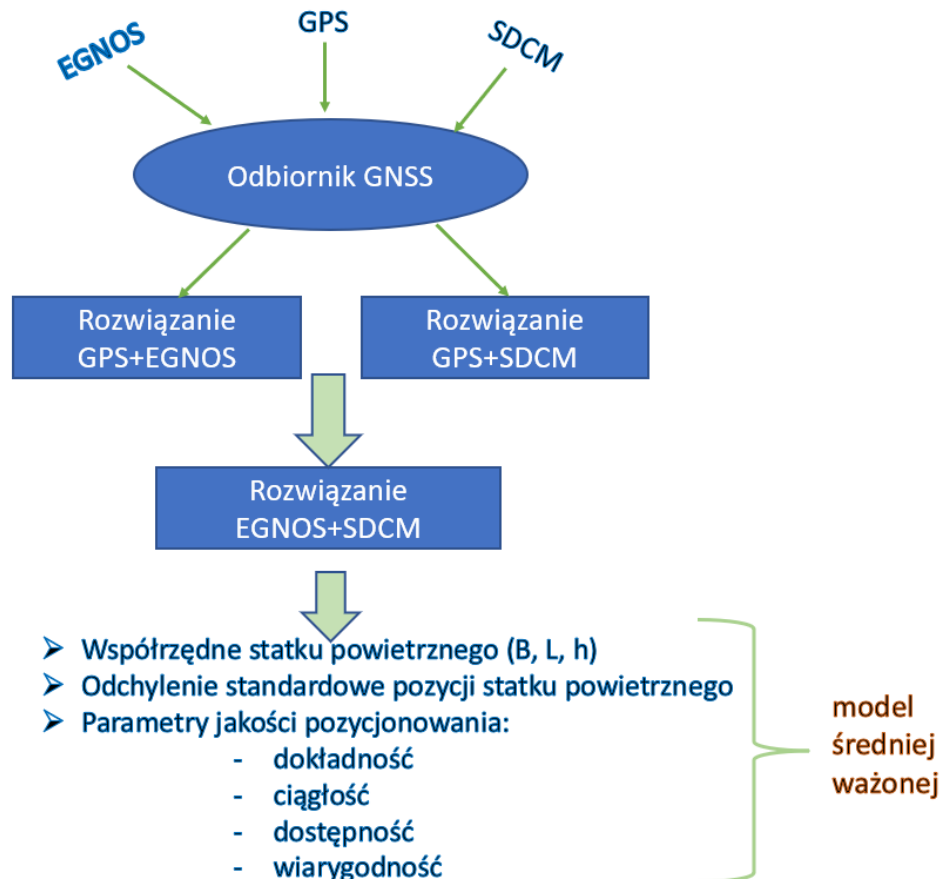 EGNOS
GPS
SDCM
Odbiornik GNSS
Rozwiązanie
GPS+EGNOS
Rozwiązanie
GPS+SDCM
Rozwiązanie
EGNOS+SDCM
➢ Współrzędne statku powietrznego (B, L, h)
➢ Odchylenie standardowe pozycji statku powietrznego
➢ Parametry jakości pozycjonowania:
- dokładność
- ciągłość
- dostępność
- wiarygodność
model
średniej
ważonej